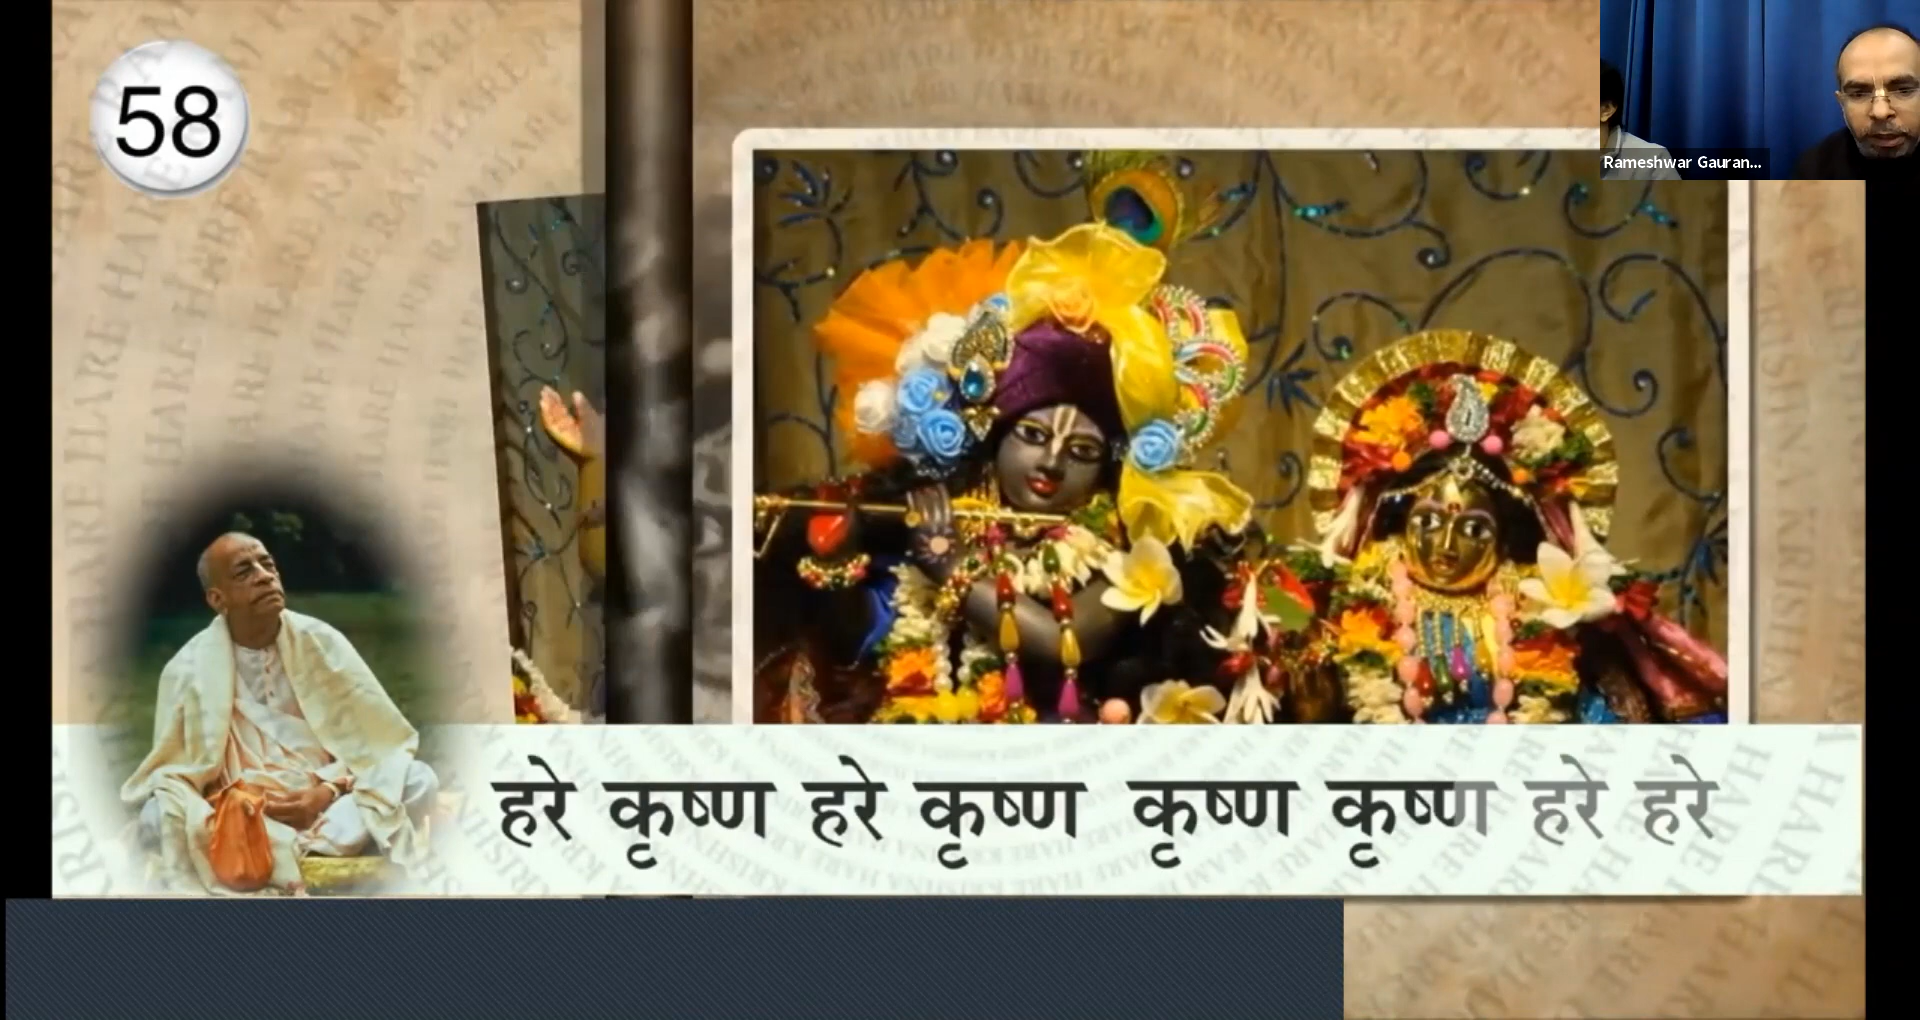 58
Rameshwar Gauran...
हरे कृष्ण हरे कृष्ण कृष्ण कृष्ण हरे हरे